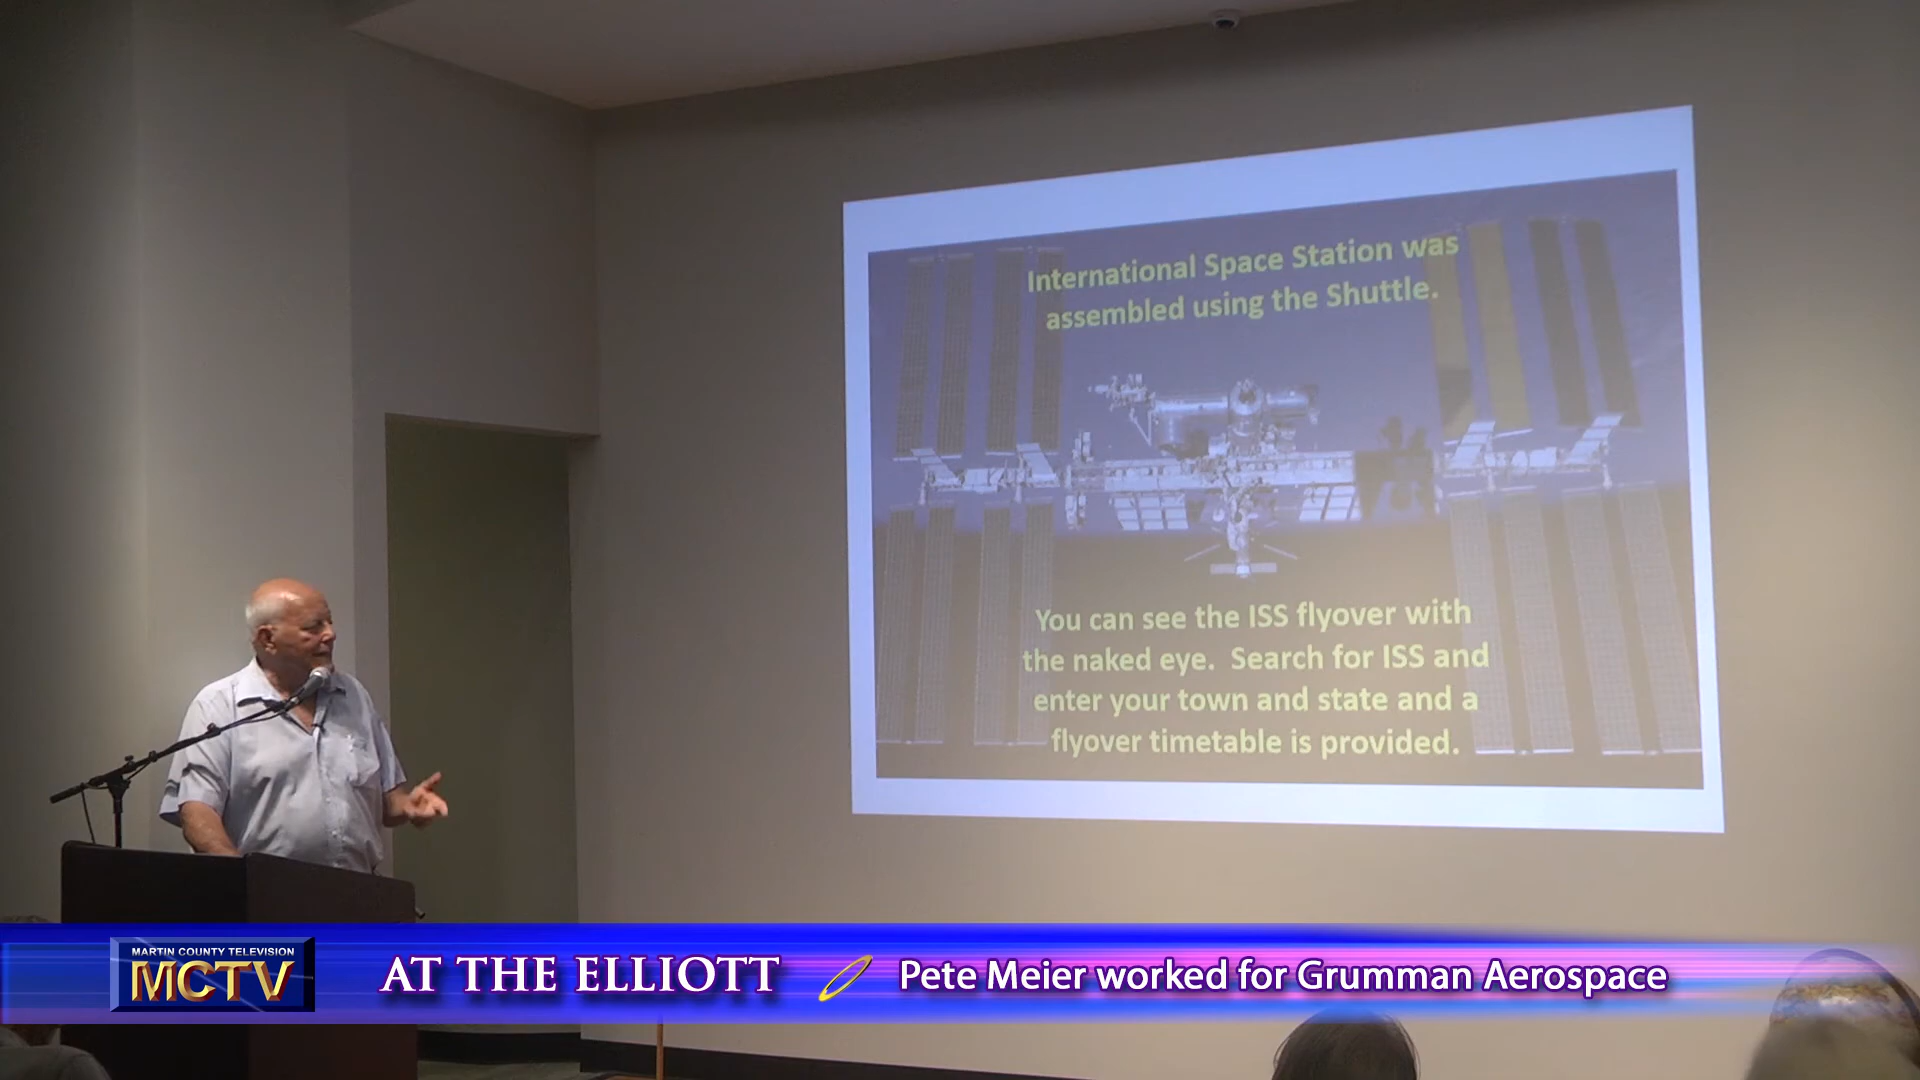 International Space Station was
assembled using the Shuttle.
You can see the ISS flyover with
the naked eye. Search for ISS and
enter your town and state and a
flyover timetable is provided.
MARTIN COUNTY TELEVISION
MCTV
AT THE ELLIOTT
Pete Meier worked for Grumman Aerospace